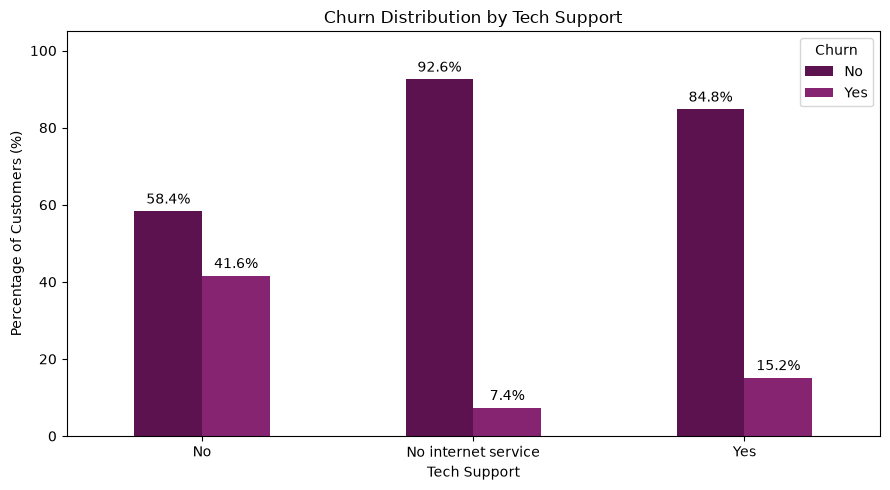 Churn Distribution by Tech Support
Percentage of Customers (%)
100
80
60
40
20
0
58.4%
41.6%
92.6%
7.4%
84.8%
15.2%
Churn
No
Yes
No
No internet service
Yes
Tech Support